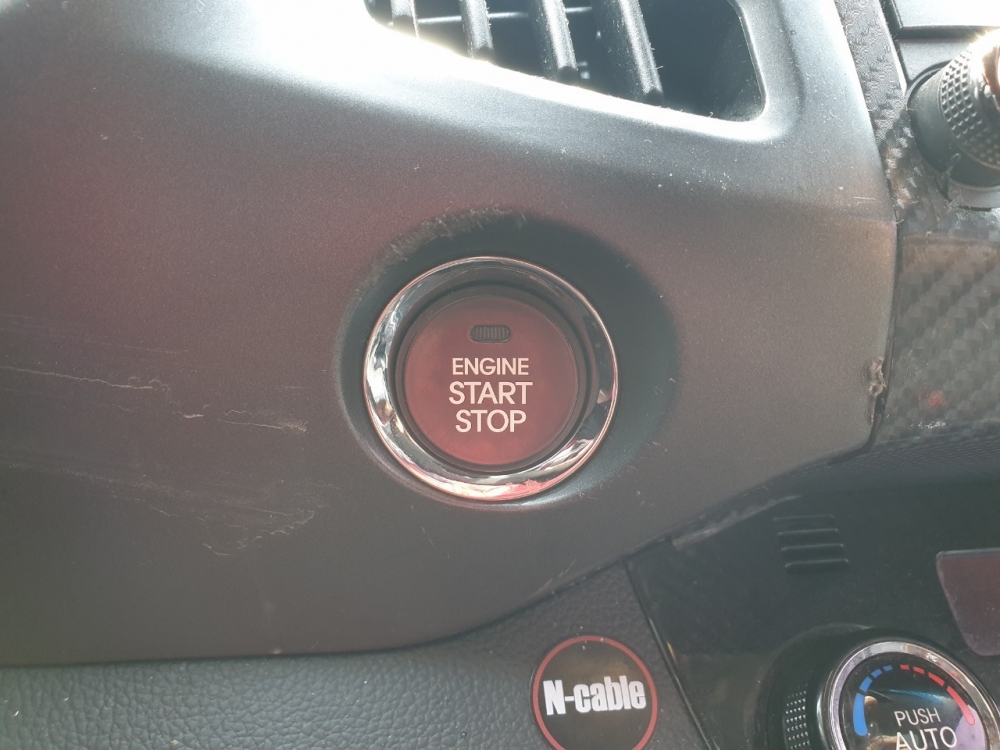 ENGINE
START
STOP
N-cable
PUSH
AUTO